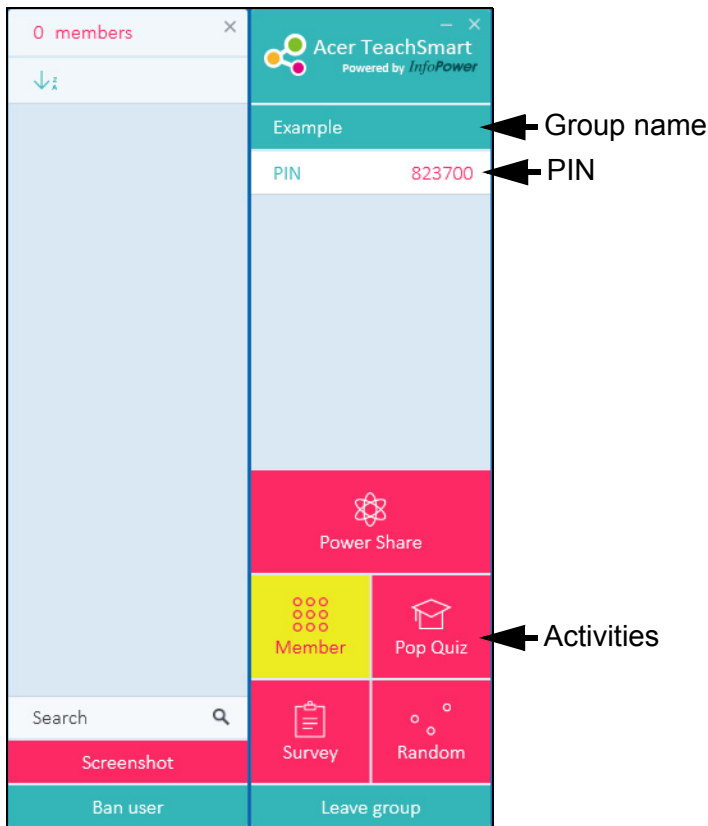 0 members
Acer TeachSmart
Powered by InfoPower
Example
Group name
PIN 823700
PIN
Power Share
Member
Pop Quiz
Activities
Search
Survey
Random
Screenshot
Ban user
Leave group